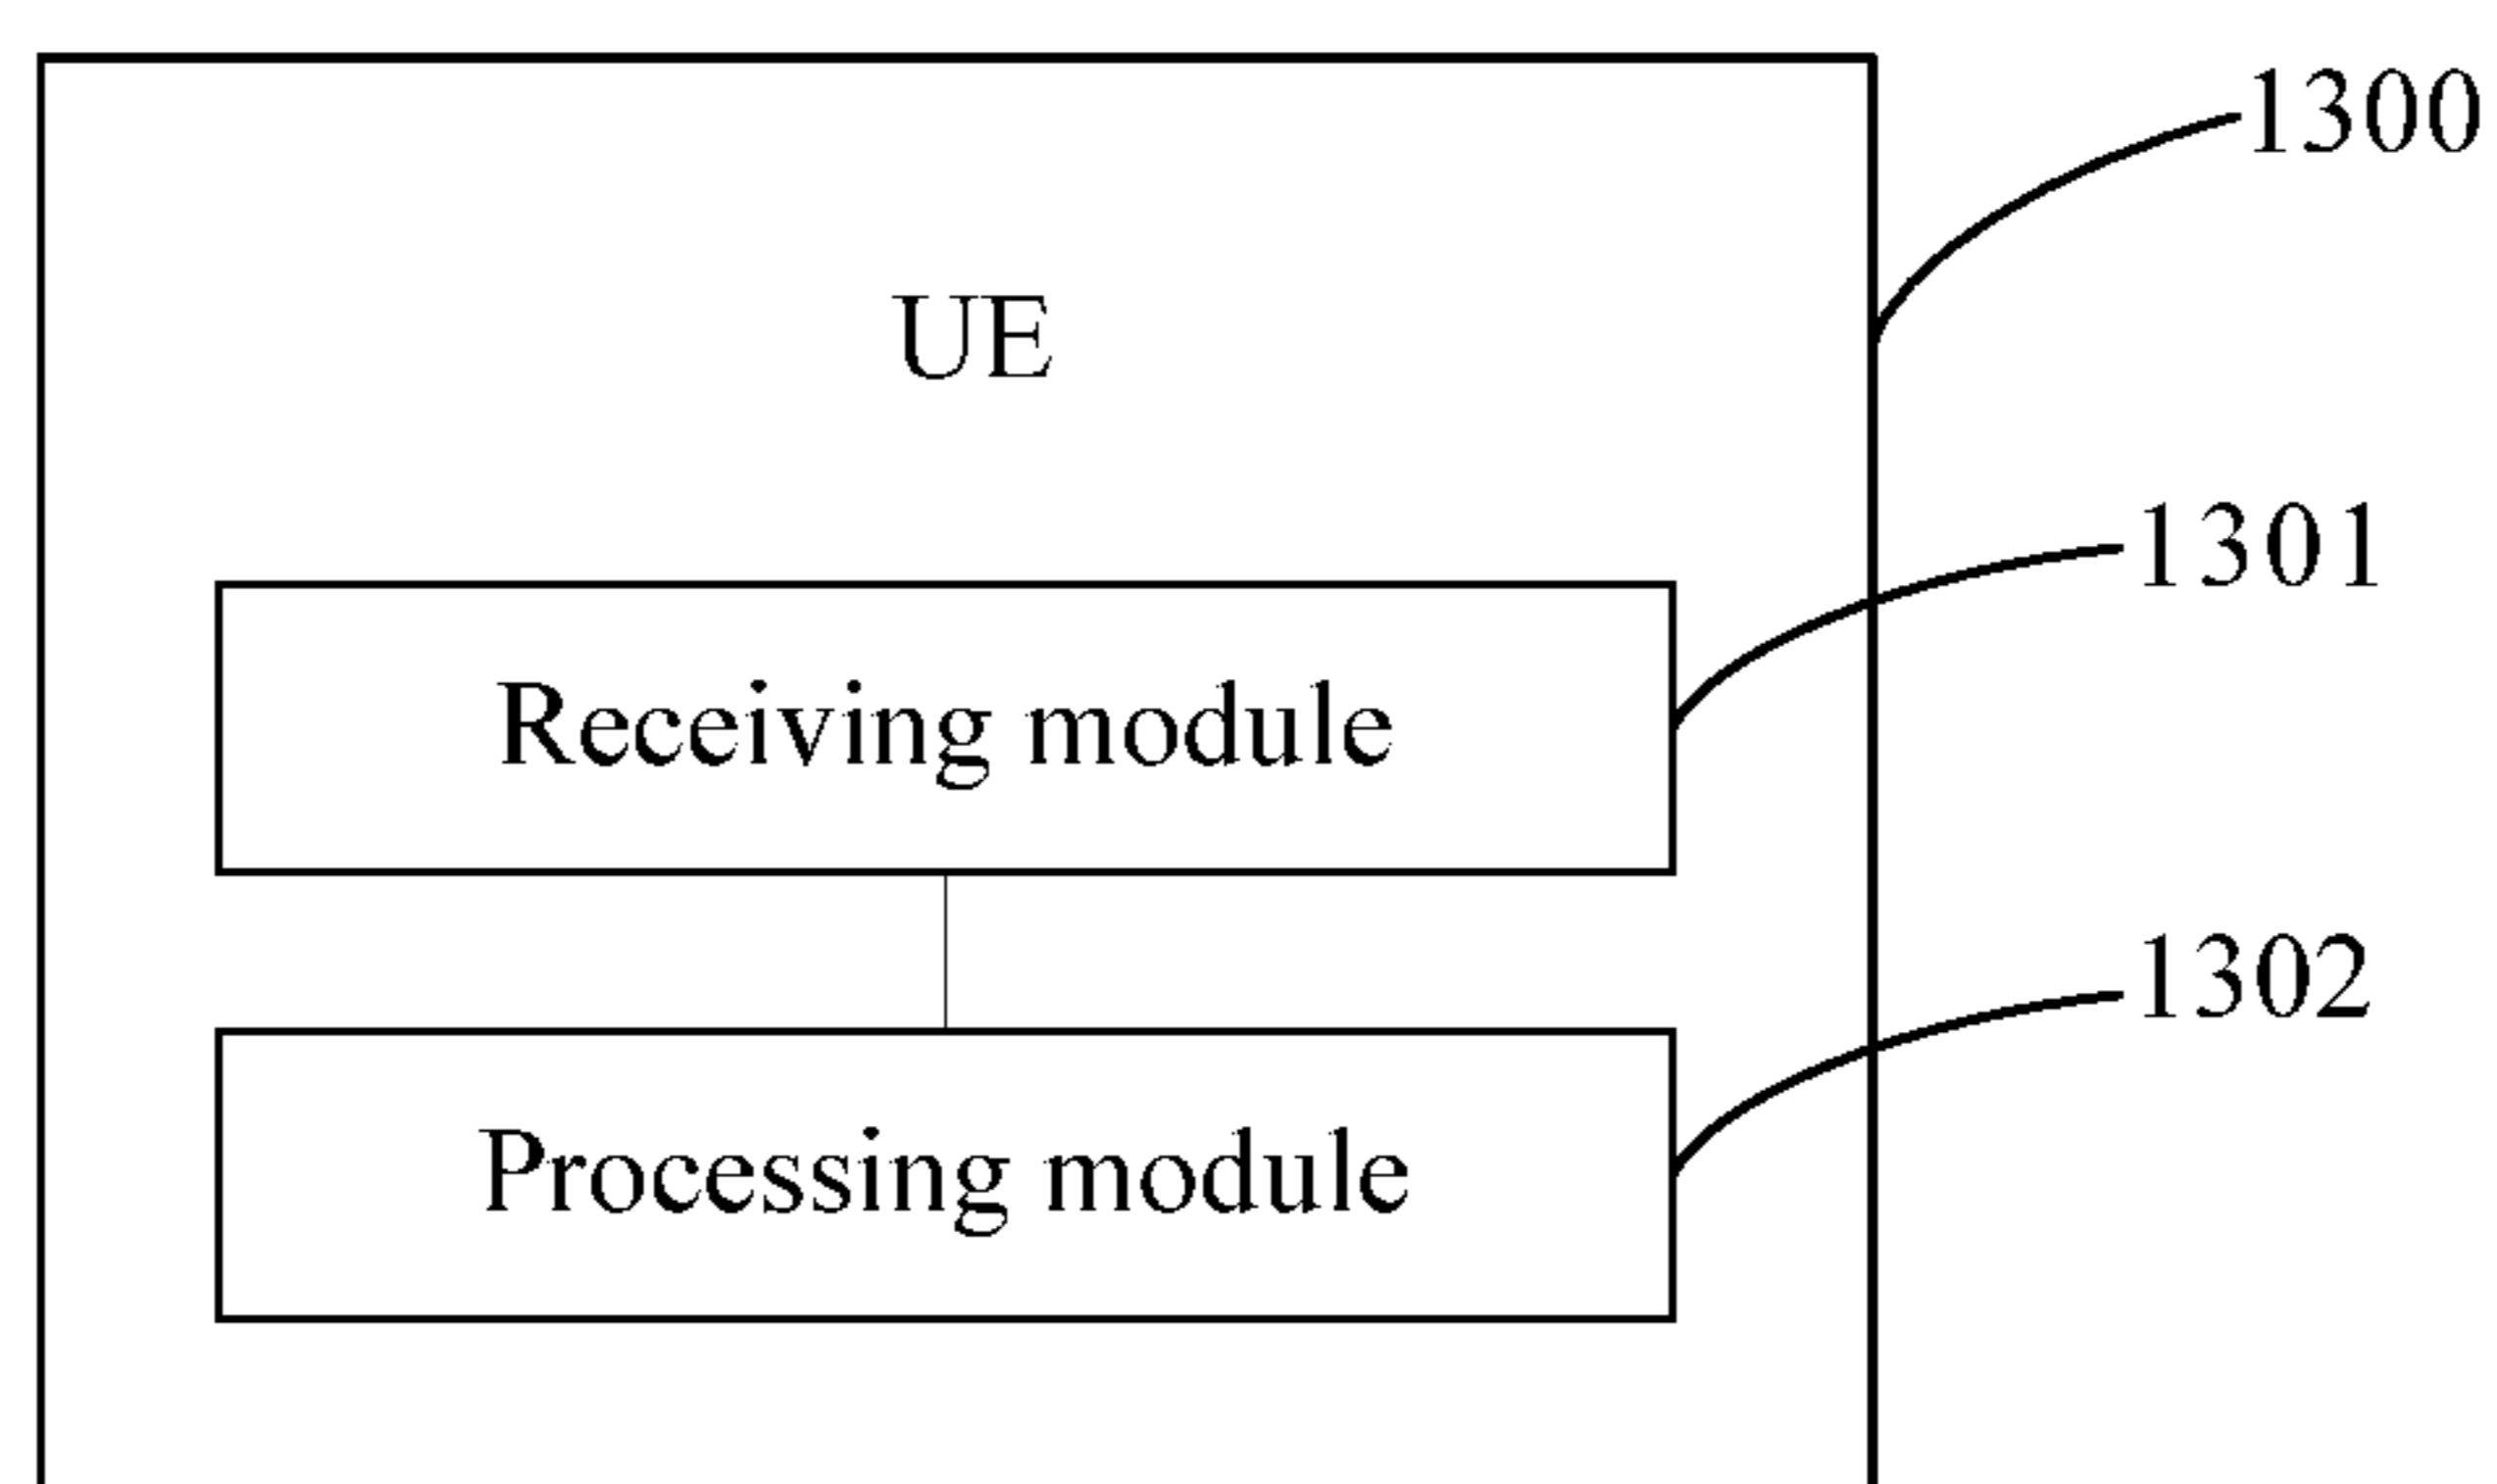 1300
UE
1301
Receiving module
1302
Processing module